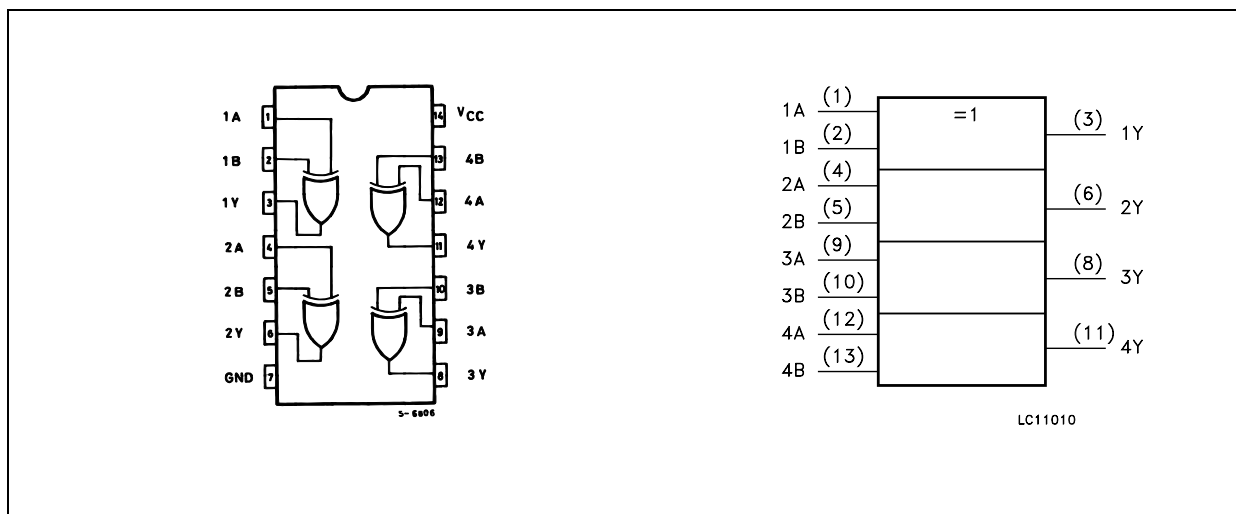 1A 1 14 VCC
1B 2 13 4B
1Y 3 12 4A
2A 4 11 4Y
2B 5 10 3B
2Y 6 9 3A
GND 7 8 3Y
S-6806
1A (1) =1 (3) 1Y
1B (2)
2A (4) (6) 2Y
2B (5)
3A (9) (8) 3Y
3B (10)
4A (12) (11) 4Y
4B (13)
LC11010